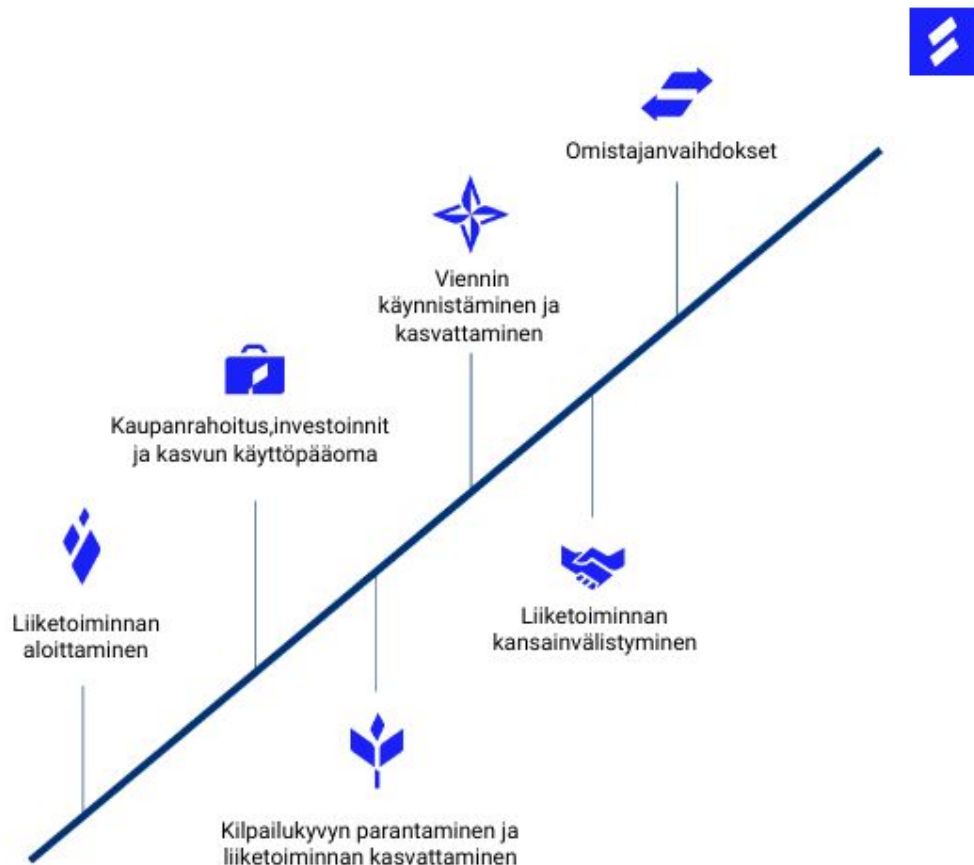 Omistajanvaihdokset
Viennin
käynnistäminen ja
kasvattaminen
Kaupanrahoitus,investoinnit
ja kasvun käyttöpääoma
Liiketoiminnan
aloittaminen
Liiketoiminnan
kansainvälistyminen
Kilpailukyvyn parantaminen ja
liiketoiminnan kasvattaminen